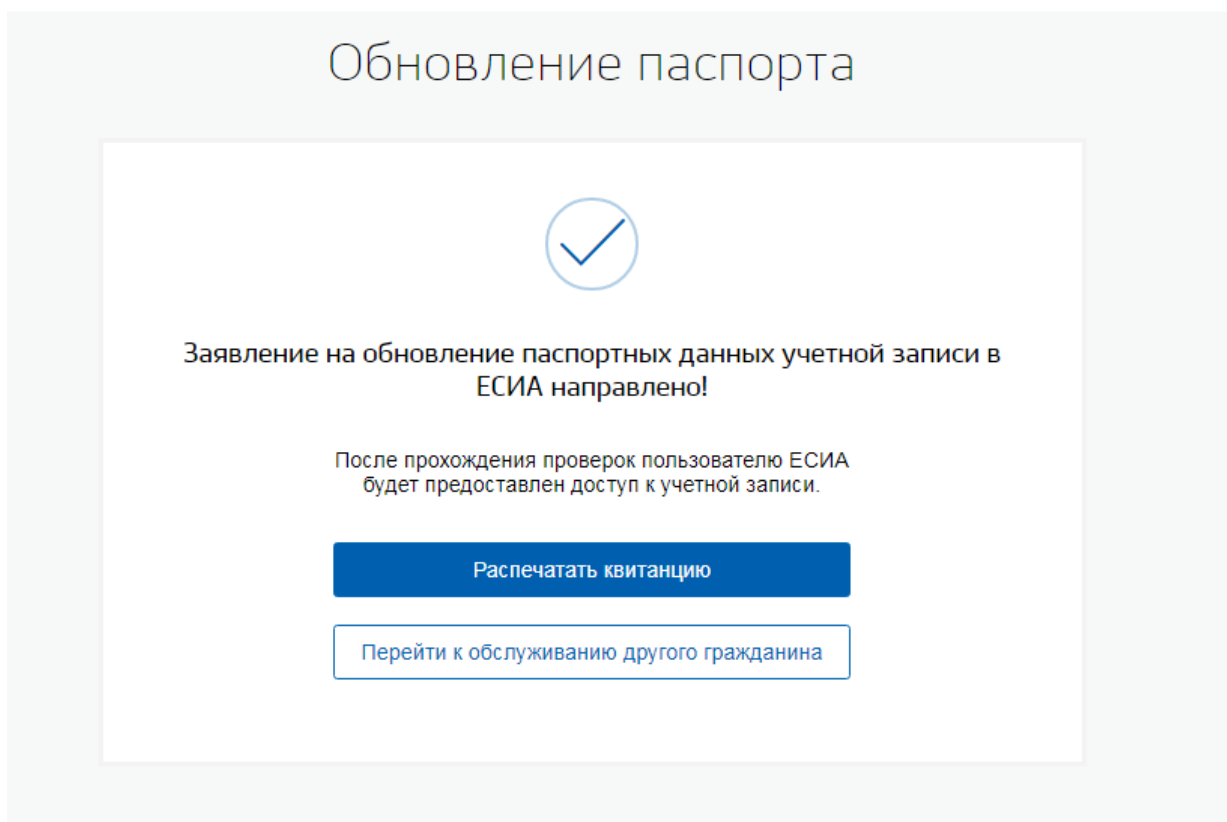 Обновление паспорта
Заявление на обновление паспортных данных учетной записи в
ЕСИА направлено!
После прохождения проверок пользователю ЕСИА
будет предоставлен доступ к учетной записи.
Распечатать квитанцию
Перейти к обслуживанию другого гражданина